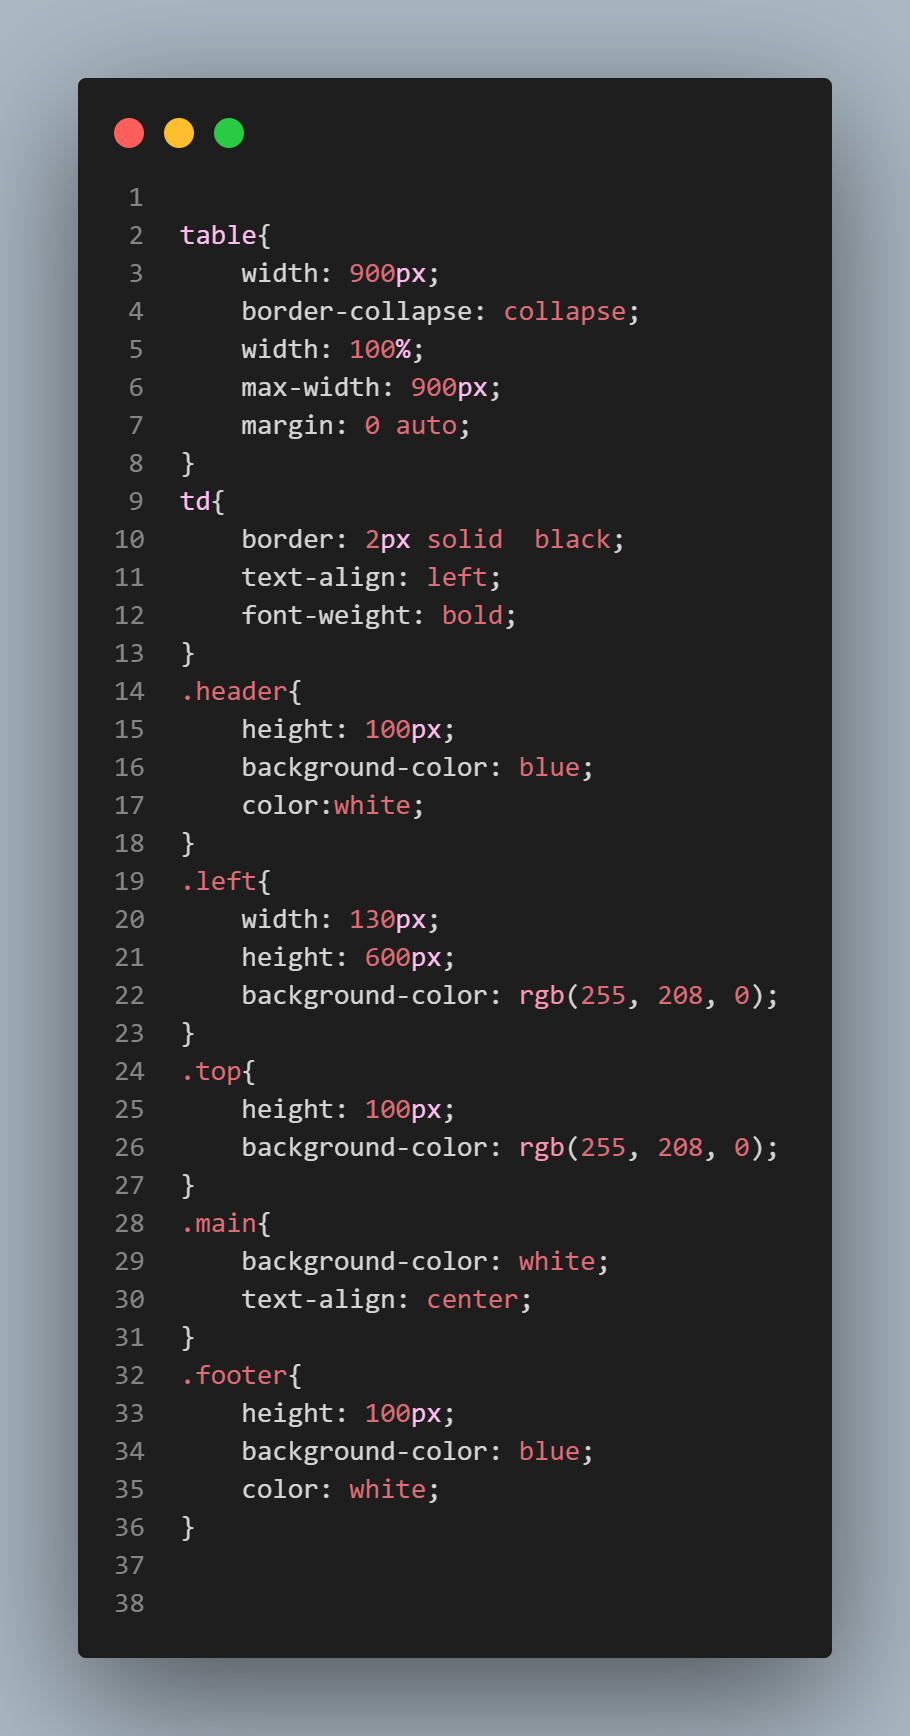 1
2 table{
3     width: 900px;
4     border-collapse: collapse;
5     width: 100%;
6     max-width: 900px;
7     margin: 0 auto;
8 }
9 td{
10     border: 2px solid  black;
11     text-align: left;
12     font-weight: bold;
13 }
14 .header{
15     height: 100px;
16     background-color: blue;
17     color:white;
18 }
19 .left{
20     width: 130px;
21     height: 600px;
22     background-color: rgb(255, 208, 0);
23 }
24 .top{
25     height: 100px;
26     background-color: rgb(255, 208, 0);
27 }
28 .main{
29     background-color: white;
30     text-align: center;
31 }
32 .footer{
33     height: 100px;
34     background-color: blue;
35     color: white;
36 }
37
38